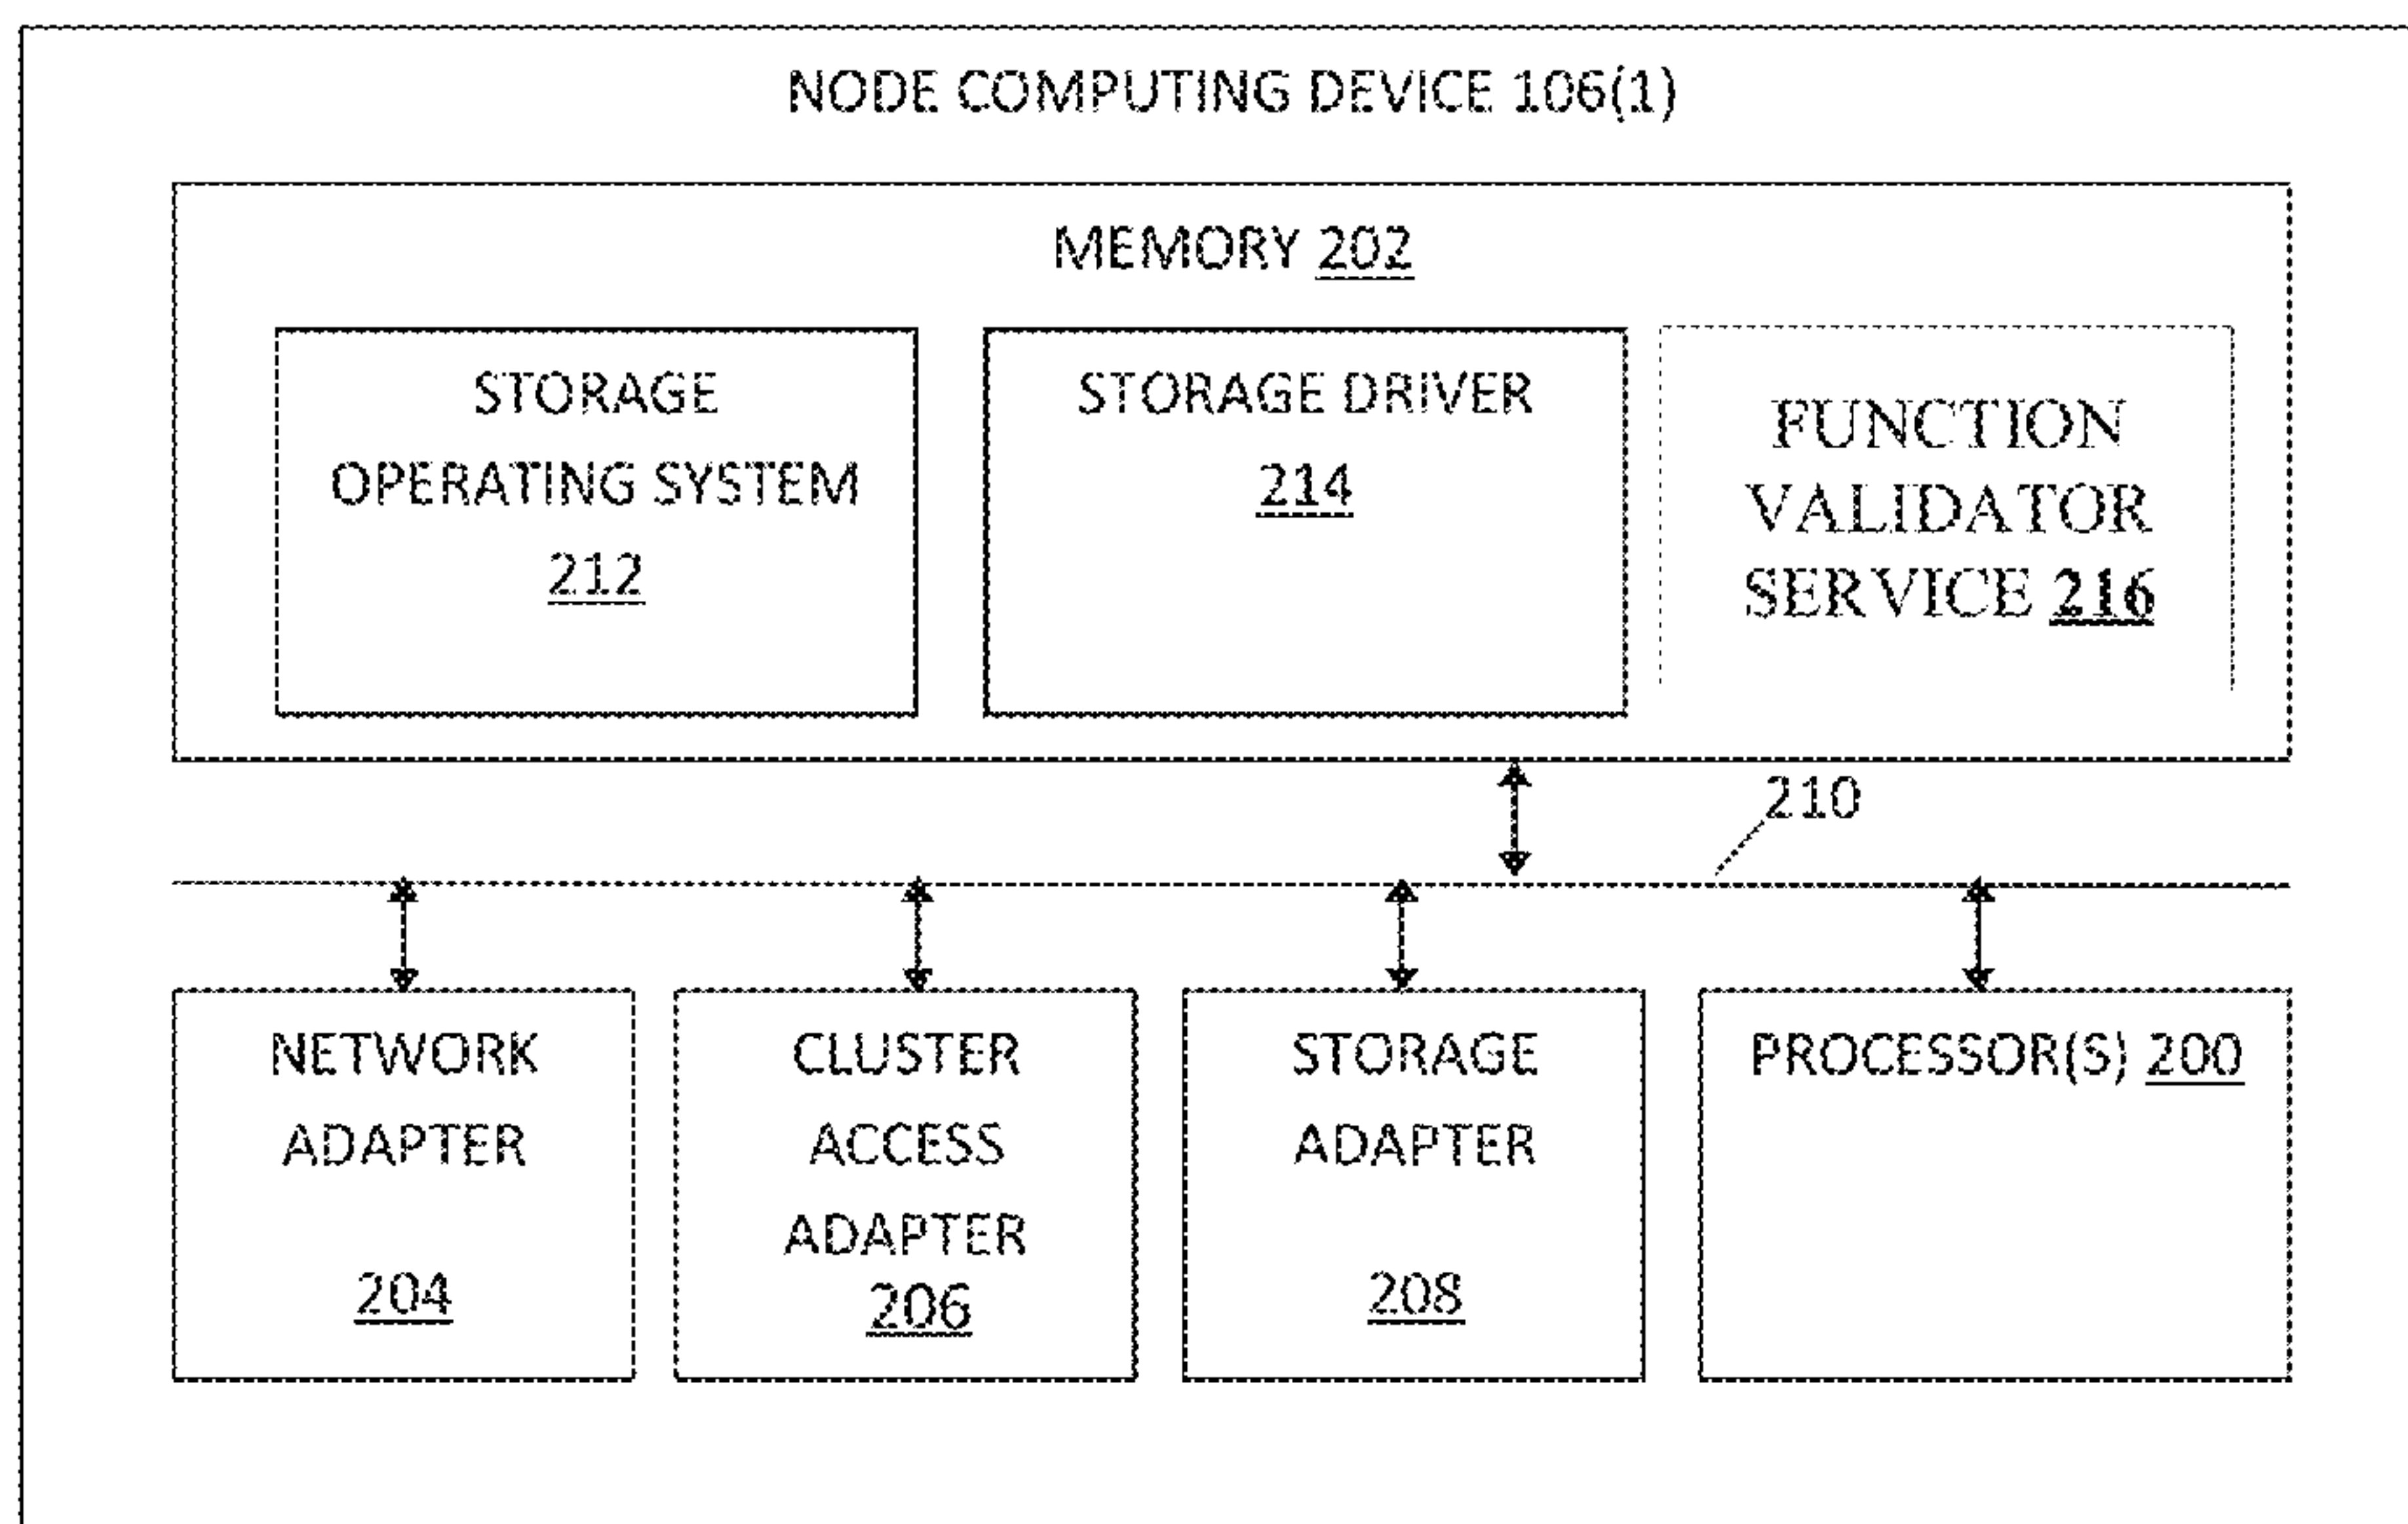 NODE COMPUTING DEVICE 106(1)
MEMORY 202
STORAGE
OPERATING SYSTEM
212
STORAGE DRIVER
214
FUNCTION
VALIDATOR
SERVICE 216
210
NETWORK
ADAPTER
204
CLUSTER
ACCESS
ADAPTER
206
STORAGE
ADAPTER
208
PROCESSOR(S) 200